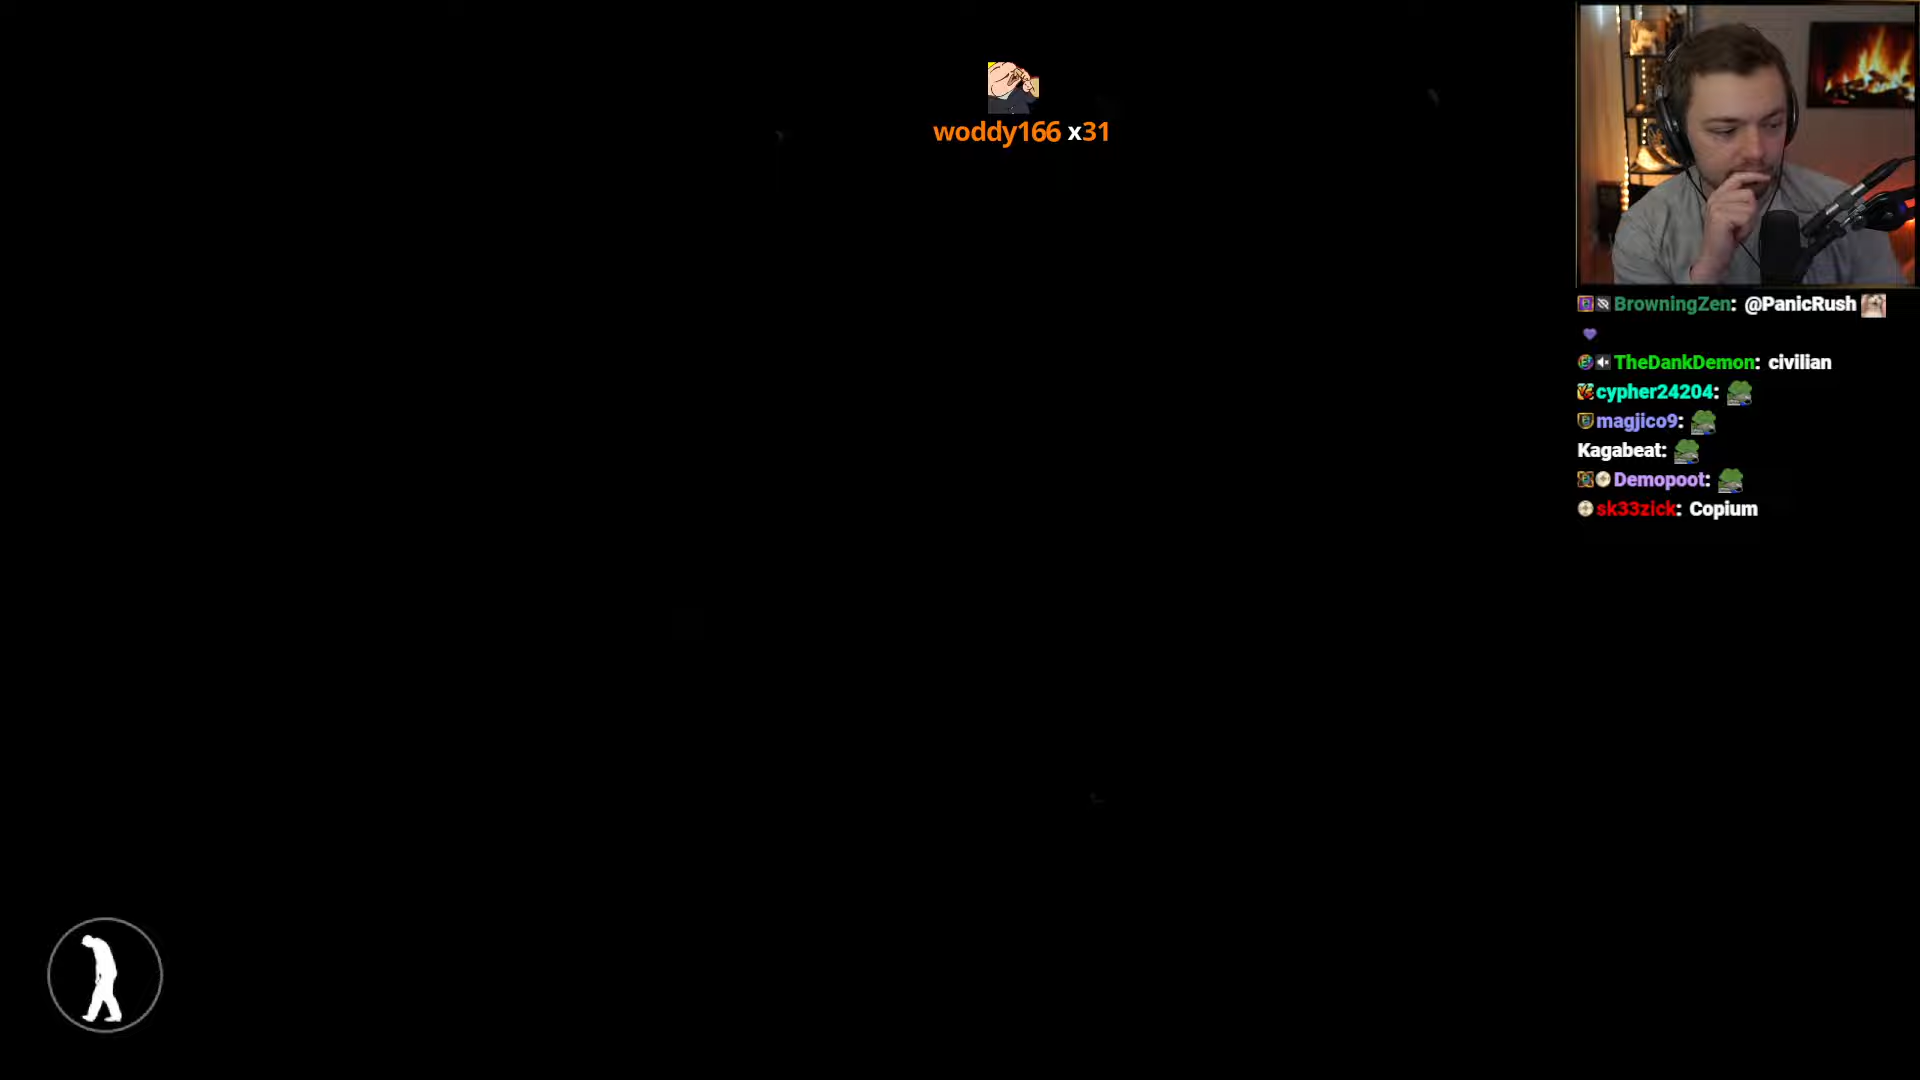 woddy166 x31
BrowningZen: @PanicRush
TheDankDemon: civilian
cypher24204:
magjico9:
Kagabeat:
Demopoot:
sk33zick: Copium